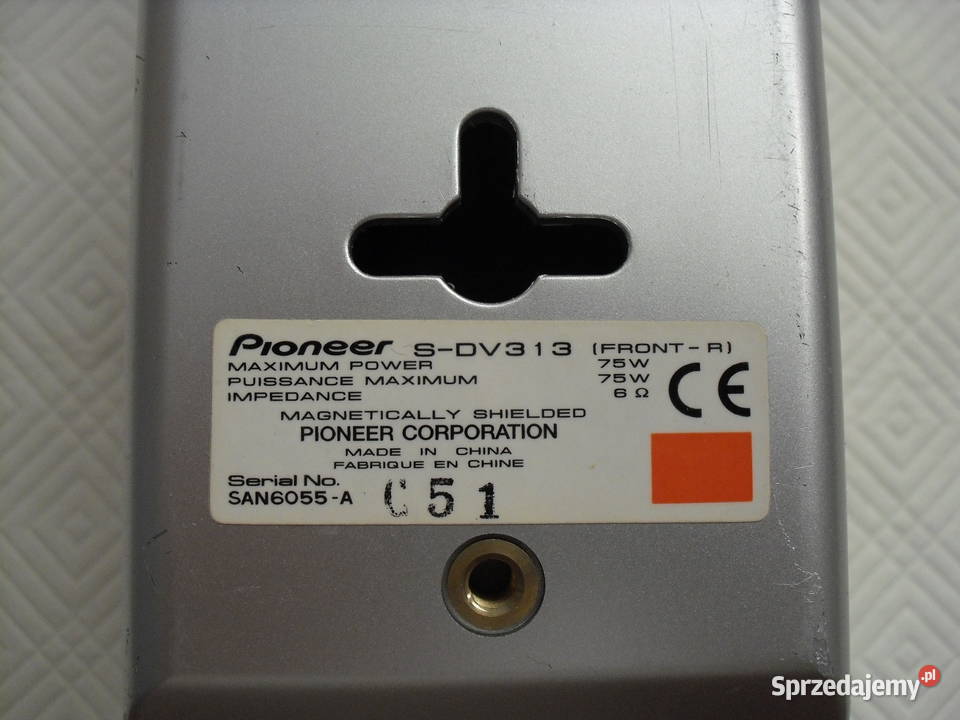 Pioneer S-DV313 (FRONT-R)
MAXIMUM POWER 75W
PUISSANCE MAXIMUM 75W
IMPEDANCE 6 Ω
CE
MAGNETICALLY SHIELDED
PIONEER CORPORATION
MADE IN CHINA
FABRIQUE EN CHINE
Serial No.
SAN6055-A C51
Sprzedajemy.pl